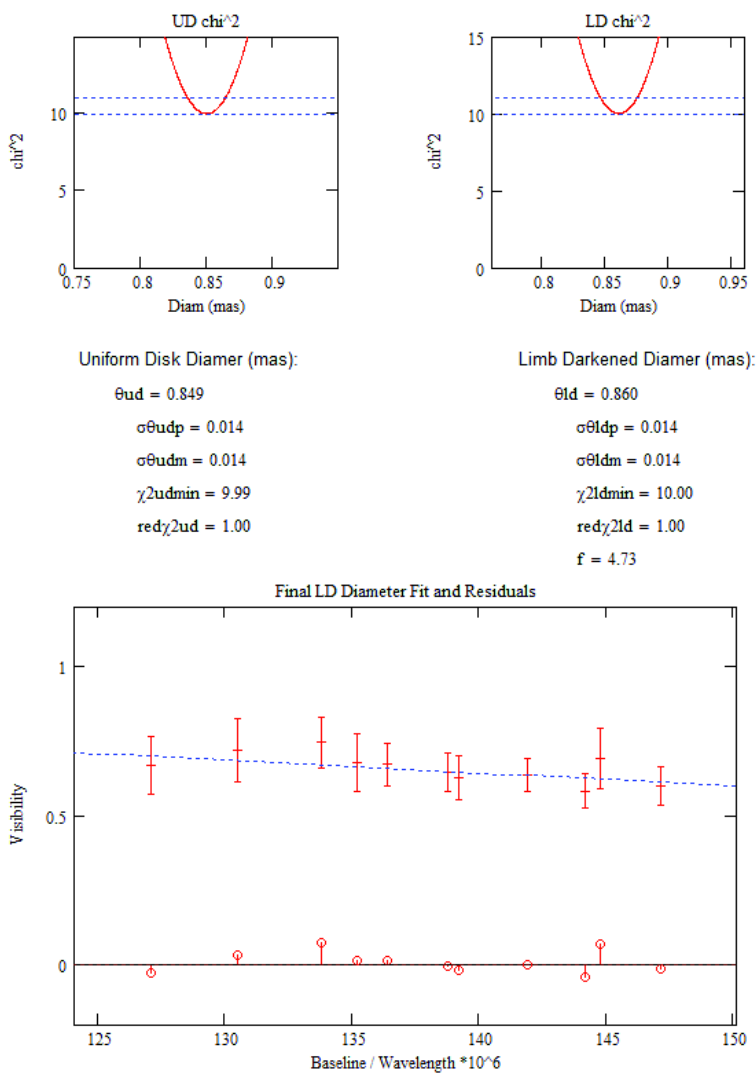 UD chi^2
LD chi^2
chi^2
10
5
0
0.75
0.8
0.85
0.9
Diam (mas)
chi^2
15
10
5
0
0.8
0.85
0.9
0.95
Diam (mas)
Uniform Disk Diamer (mas):
θud = 0.849
σθudp = 0.014
σθudm = 0.014
χ2udmin = 9.99
redχ2ud = 1.00
Limb Darkened Diamer (mas):
θld = 0.860
σθldp = 0.014
σθldm = 0.014
χ2ldmin = 10.00
redχ2ld = 1.00
f = 4.73
Final LD Diameter Fit and Residuals
Visibility
1
0.5
0
125
130
135
140
145
150
Baseline / Wavelength *10^6